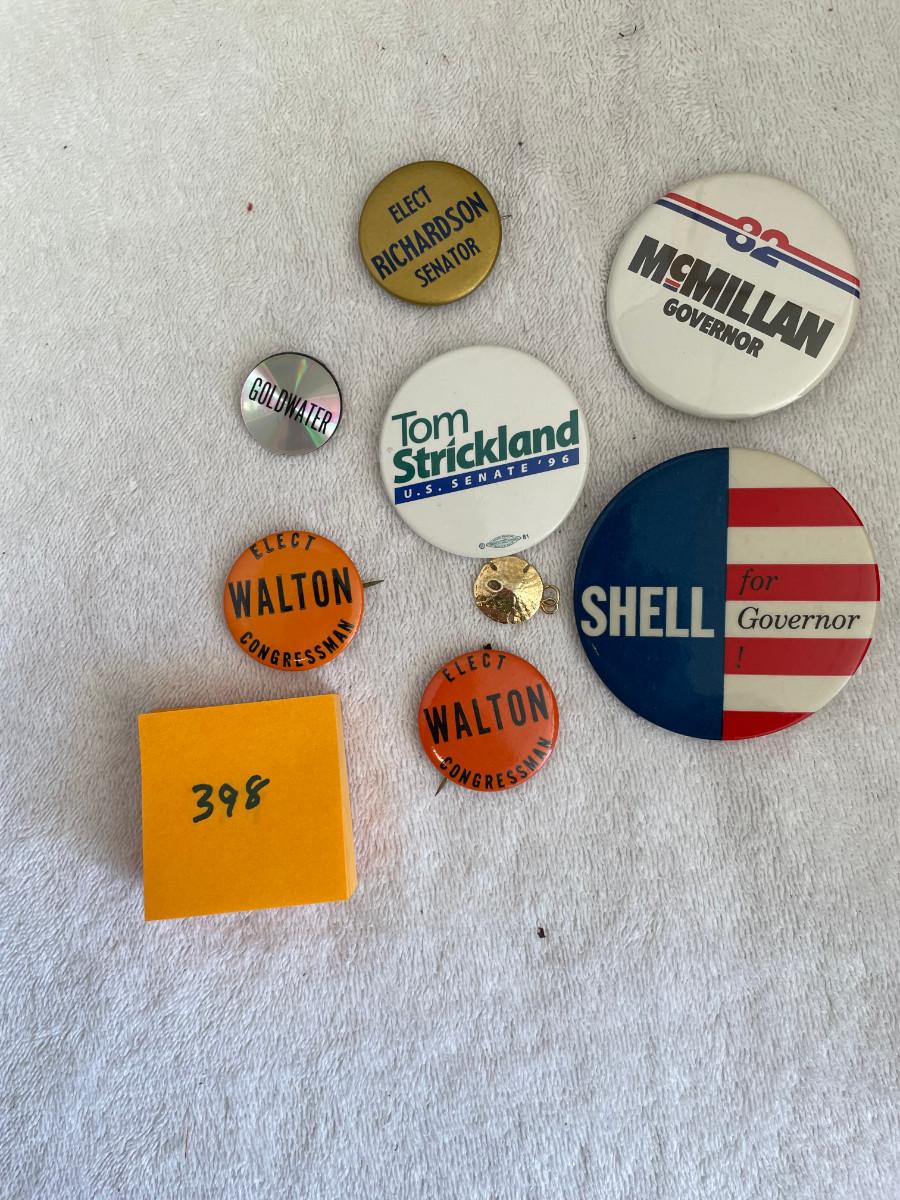 ELECT
RICHARDSON
SENATOR
82
McMILLAN
GOVERNOR
GOLDWATER
Tom
Strickland
U.S. SENATE '96
81
SHELL
for
Governor
!
ELECT
WALTON
CONGRESSMAN
ELECT
WALTON
CONGRESSMAN
398